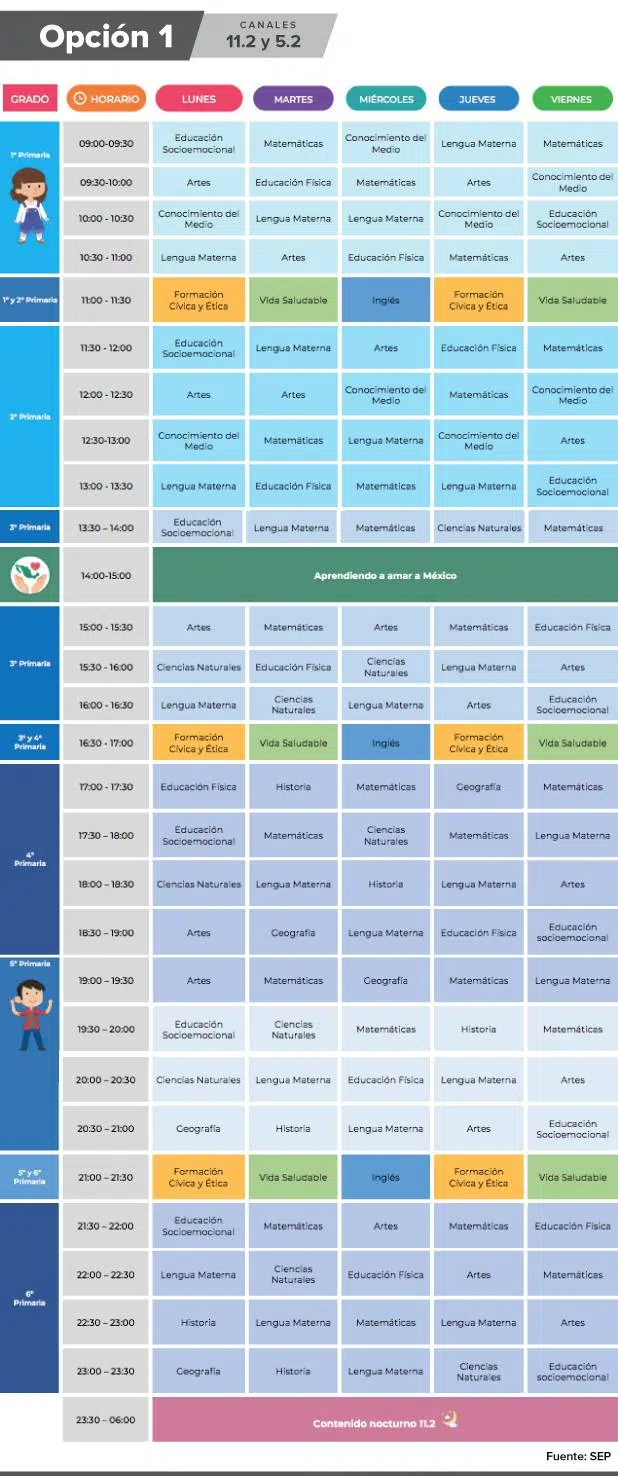 Opción 1
CANALES
11.2 y 5.2
GRADO HORARIO LUNES MARTES MIÉRCOLES JUEVES VIERNES
1° Primaria
09:00-09:30 Educación Socioemocional Matemáticas Conocimiento del Medio Lengua Materna Matemáticas
09:30-10:00 Artes Educación Física Matemáticas Artes Conocimiento del Medio
10:00 - 10:30 Conocimiento del Medio Lengua Materna Lengua Materna Conocimiento del Medio Educación Socioemocional
10:30 - 11:00 Lengua Materna Artes Educación Física Matemáticas Artes
1° y 2° Primaria 11:00 - 11:30 Formación Cívica y Ética Vida Saludable Inglés Formación Cívica y Ética Vida Saludable
11:30 - 12:00 Educación Socioemocional Lengua Materna Artes Educación Física Matemáticas
12:00 - 12:30 Artes Artes Conocimiento del Medio Matemáticas Conocimiento del Medio
2° Primaria
12:30-13:00 Conocimiento del Medio Matemáticas Lengua Materna Conocimiento del Medio Artes
13:00 - 13:30 Lengua Materna Educación Física Matemáticas Lengua Materna Educación Socioemocional
3° Primaria 13:30 – 14:00 Educación Socioemocional Lengua Materna Matemáticas Ciencias Naturales Matemáticas
14:00-15:00 Aprendiendo a amar a México
15:00 - 15:30 Artes Matemáticas Artes Matemáticas Educación Física
3° Primaria 15:30 - 16:00 Ciencias Naturales Educación Física Ciencias Naturales Lengua Materna Artes
16:00 - 16:30 Lengua Materna Ciencias Naturales Lengua Materna Artes Educación Socioemocional
3° y 4° Primaria 16:30 - 17:00 Formación Cívica y Ética Vida Saludable Inglés Formación Cívica y Ética Vida Saludable
17:00 - 17:30 Educación Física Historia Matemáticas Geografía Matemáticas
17:30 – 18:00 Educación Socioemocional Matemáticas Ciencias Naturales Matemáticas Lengua Materna
4° Primaria
18:00 – 18:30 Ciencias Naturales Lengua Materna Historia Lengua Materna Artes
18:30 – 19:00 Artes Geografía Lengua Materna Educación Física Educación socioemocional
5° Primaria
19:00 – 19:30 Artes Matemáticas Geografía Matemáticas Lengua Materna
19:30 – 20:00 Educación Socioemocional Ciencias Naturales Matemáticas Historia Matemáticas
20:00 – 20:30 Ciencias Naturales Lengua Materna Educación Física Lengua Materna Artes
20:30 – 21:00 Geografía Historia Lengua Materna Artes Educación Socioemocional
5° y 6° Primaria 21:00 – 21:30 Formación Cívica y Ética Vida Saludable Inglés Formación Cívica y Ética Vida Saludable
21:30 – 22:00 Educación Socioemocional Matemáticas Artes Matemáticas Educación Física
22:00 – 22:30 Lengua Materna Ciencias Naturales Educación Física Artes Matemáticas
6° Primaria
22:30 – 23:00 Historia Lengua Materna Matemáticas Lengua Materna Artes
23:00 – 23:30 Geografía Historia Lengua Materna Ciencias Naturales Educación socioemocional
23:30 – 06:00 Contenido nocturno 11.2
Fuente: SEP